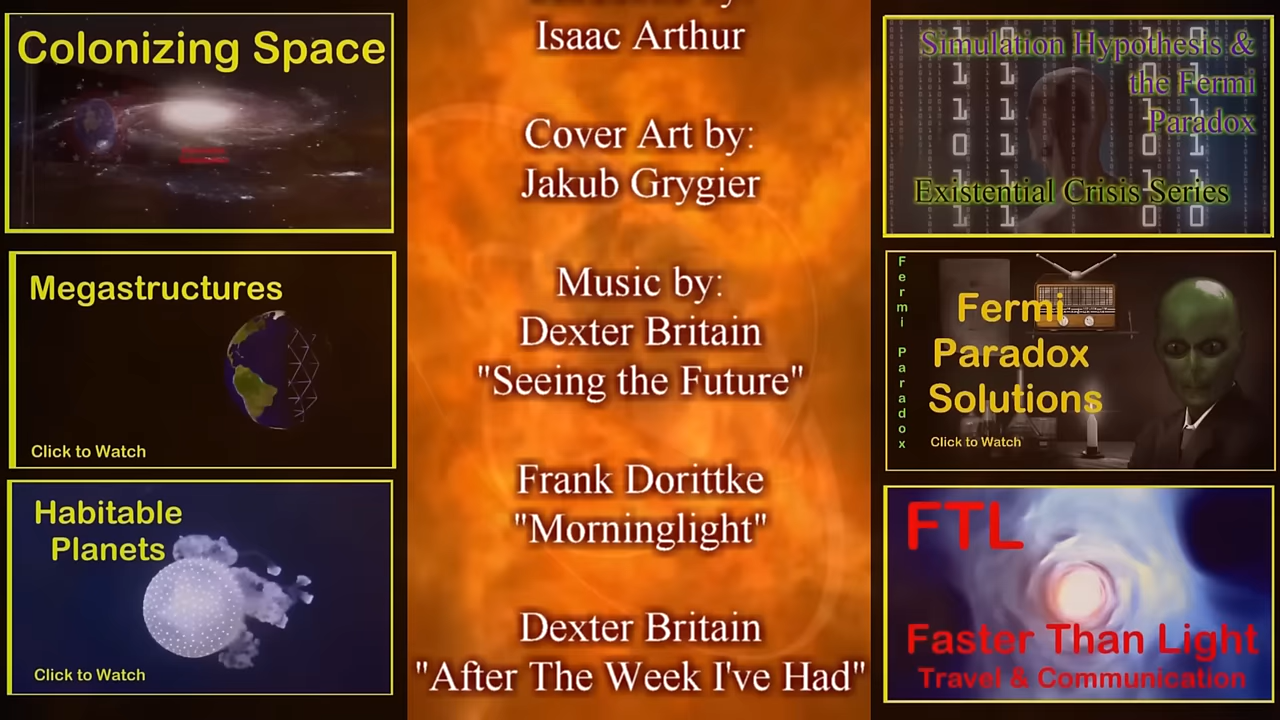 Colonizing Space
Megastructures
Click to Watch
Habitable
Planets
Click to Watch
Isaac Arthur
Cover Art by:
Jakub Grygier
Music by:
Dexter Britain
"Seeing the Future"
Frank Dorittke
"Morninglight"
Dexter Britain
"After The Week I've Had"
Simulation Hypothesis &
the Fermi
Paradox
Existential Crisis Series
Fermi Paradox
Fermi
Paradox
Solutions
Click to Watch
FTL
Faster Than Light
Travel & Communication